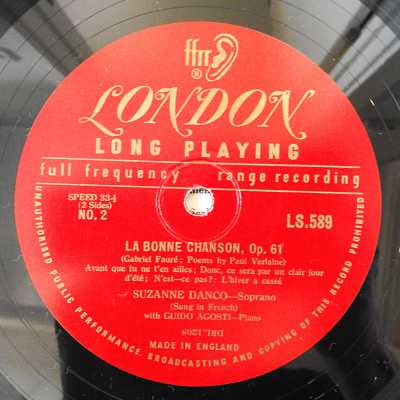 ffrr
®
LONDON
LONG PLAYING
full frequency range recording
SPEED 33⅓
(2 Sides)
NO. 2
LS.589
LA BONNE CHANSON, Op. 61
(Gabriel Fauré; Poems by Paul Verlaine)
Avant que tu ne t'en ailles; Donc, ce sera par un clair jour
d'été; N'est—ce pas?; L'hiver a cessé
SUZANNE DANCO—Soprano
(Sung in French)
with GUIDO AGOSTI—Piano
MADE IN ENGLAND
(UNAUTHORISED PUBLIC PERFORMANCE, BROADCASTING AND COPYING OF THIS RECORD PROHIBITED)